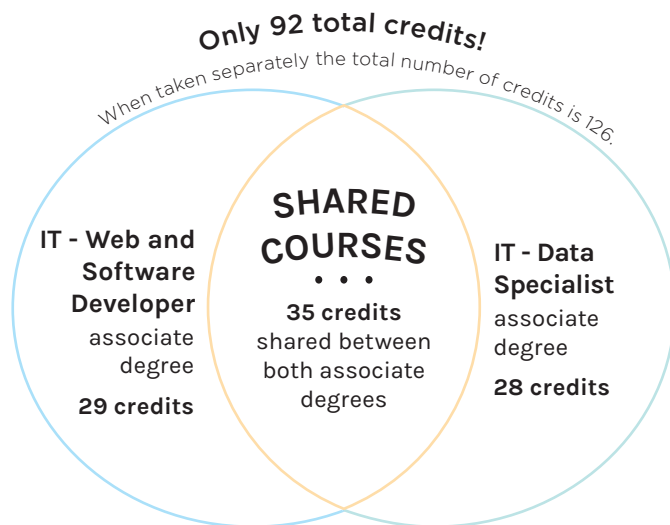 Only 92 total credits!
When taken separately the total number of credits is 126.
IT - Web and
Software
Developer
associate
degree
29 credits
SHARED
COURSES
• • •
35 credits
shared between
both associate
degrees
IT - Data
Specialist
associate
degree
28 credits